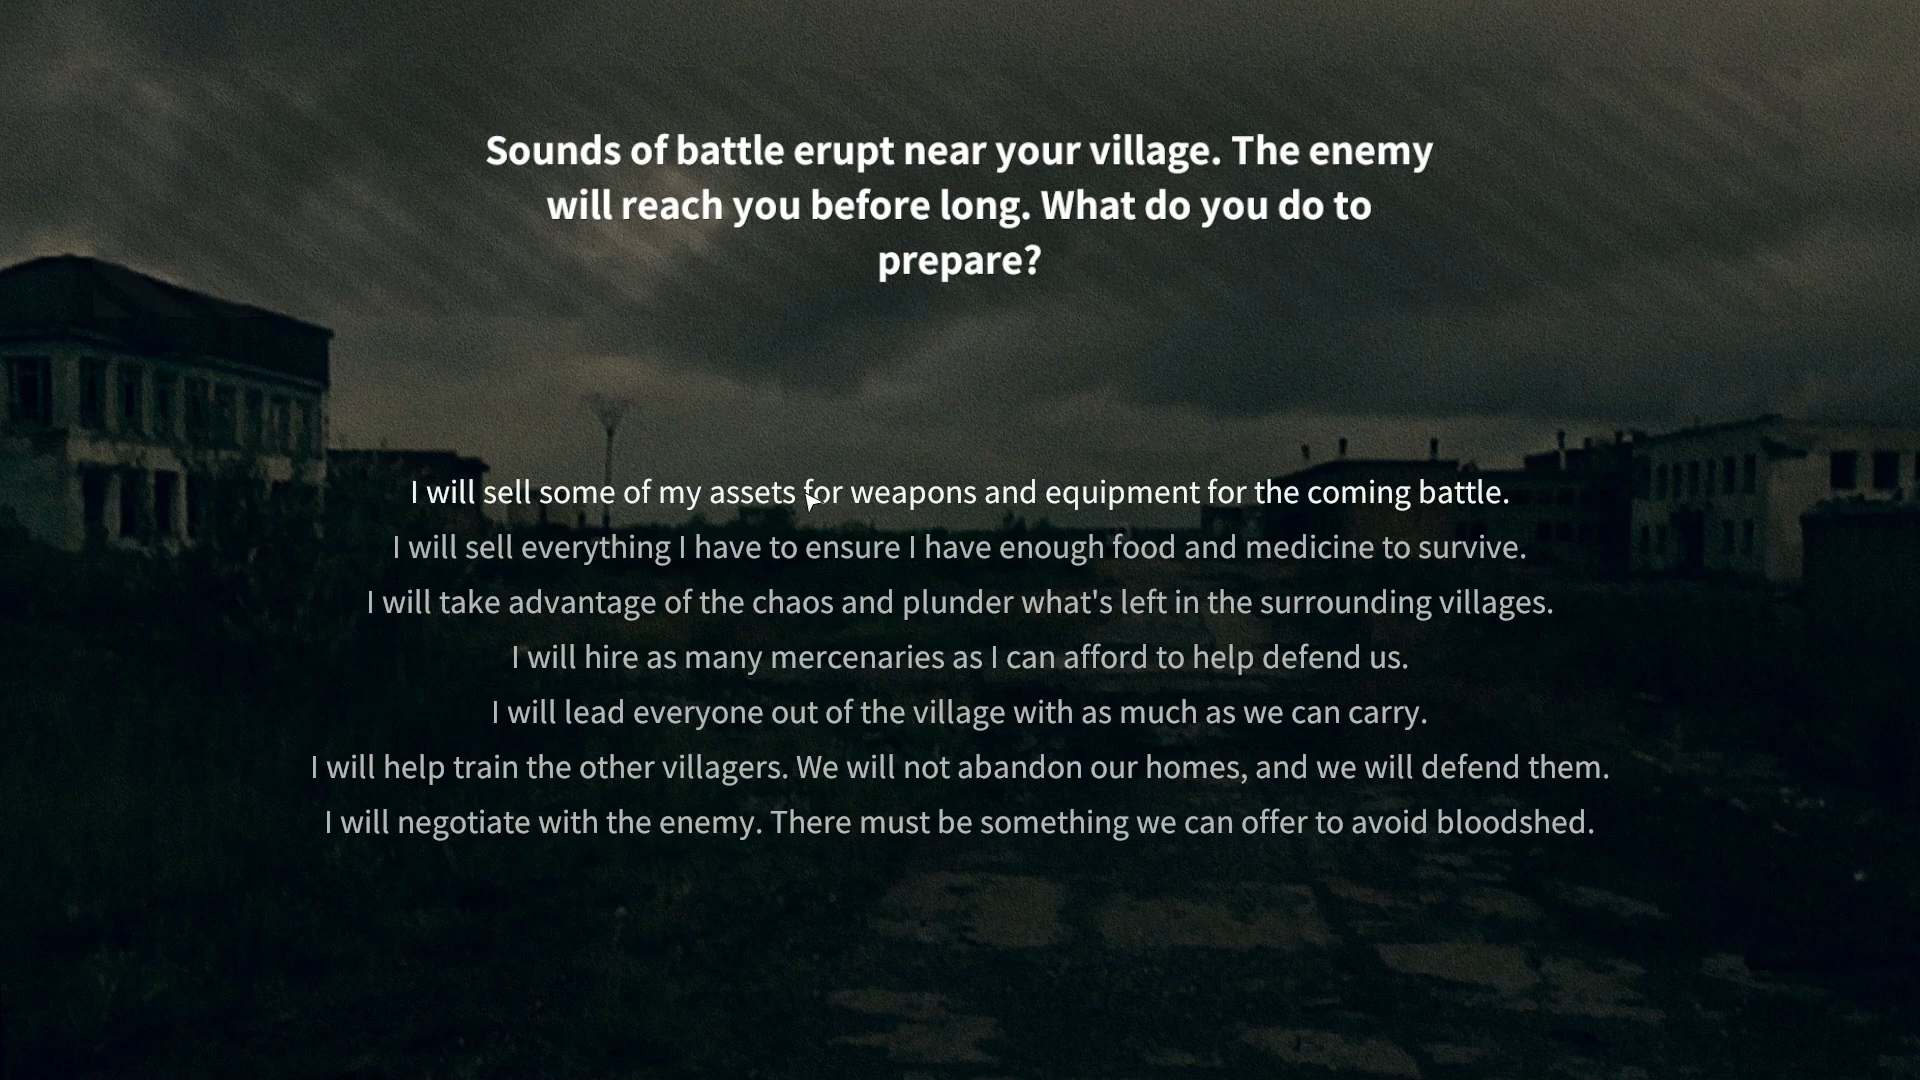 Sounds of battle erupt near your village. The enemy
will reach you before long. What do you do to
prepare?
I will sell some of my assets for weapons and equipment for the coming battle.
I will sell everything I have to ensure I have enough food and medicine to survive.
I will take advantage of the chaos and plunder what's left in the surrounding villages.
I will hire as many mercenaries as I can afford to help defend us.
I will lead everyone out of the village with as much as we can carry.
I will help train the other villagers. We will not abandon our homes, and we will defend them.
I will negotiate with the enemy. There must be something we can offer to avoid bloodshed.